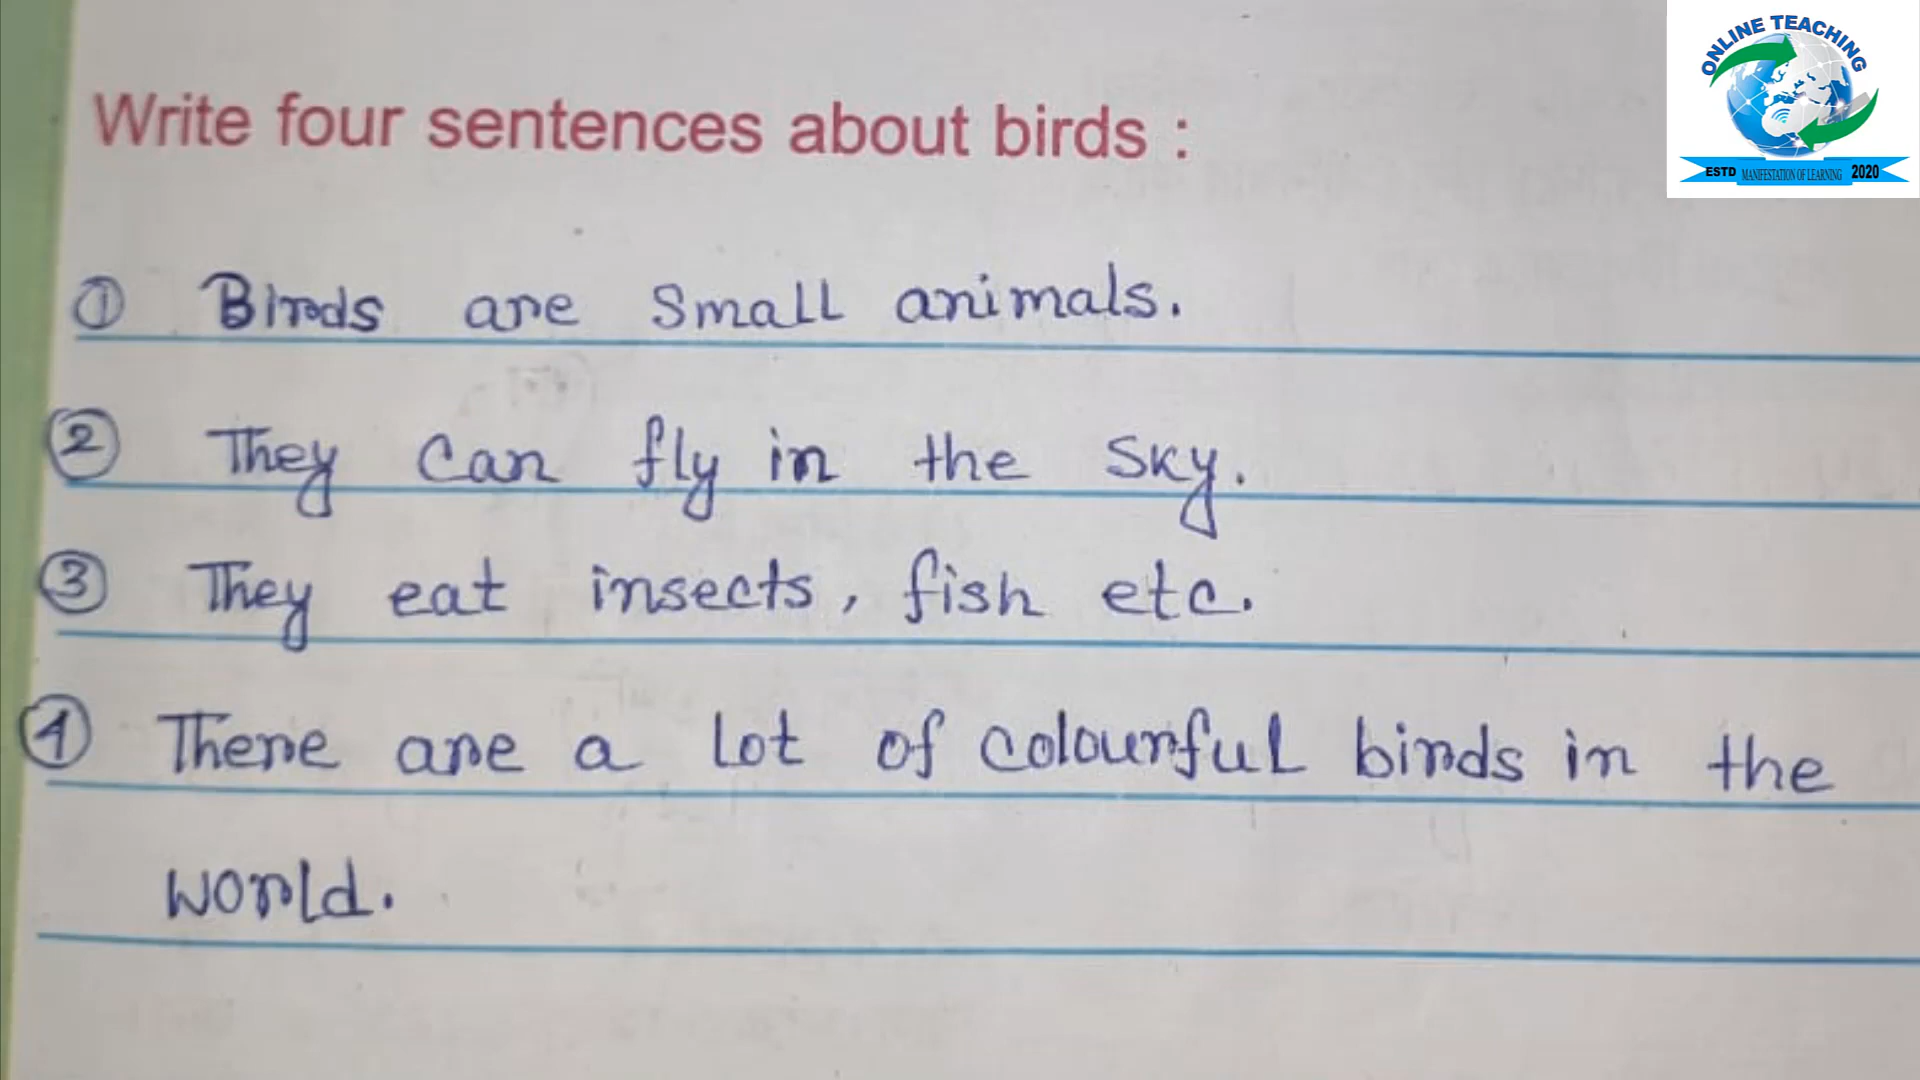 ONLINE TEACHING
ESTD MANIFESTATION OF LEARNING 2020
Write four sentences about birds :
① Birds are Small animals.
② They can fly in the sky.
③ They eat insects, fish etc.
④ There are a lot of colourful birds in the
world.